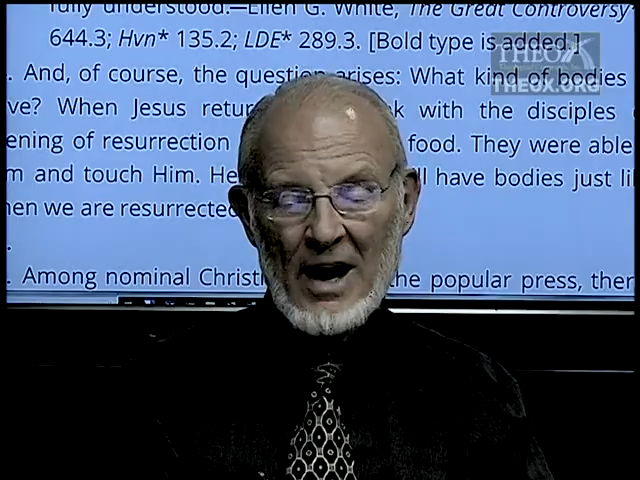 fully understood.—Ellen G. White, The Great Controversy
644.3; Hvn* 135.2; LDE* 289.3. [Bold type is added.]
. And, of course, the question arises: What kind of bodies
ve? When Jesus retur k with the disciples
ening of resurrection food. They were able
m and touch Him. He ll have bodies just li
hen we are resurrected
.
. Among nominal Christi the popular press, ther
THEOX
THEOX.ORG